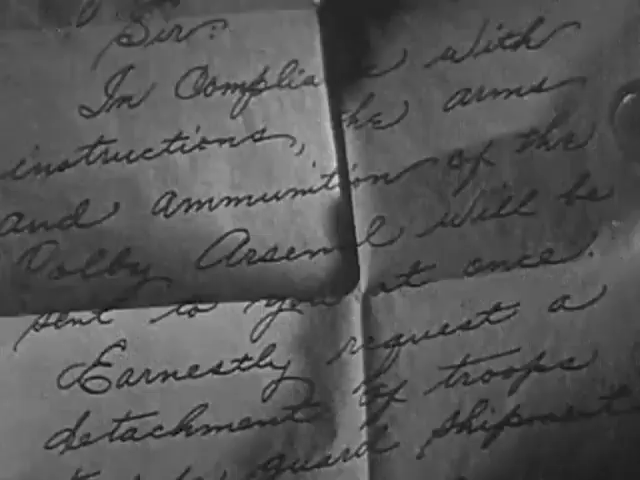 Sir:
In Compliance with
instructions, the arms
and ammunition of the
Dolby Arsenal will be
sent to you at once.
Earnestly request a
detachment of troops
guard shipment